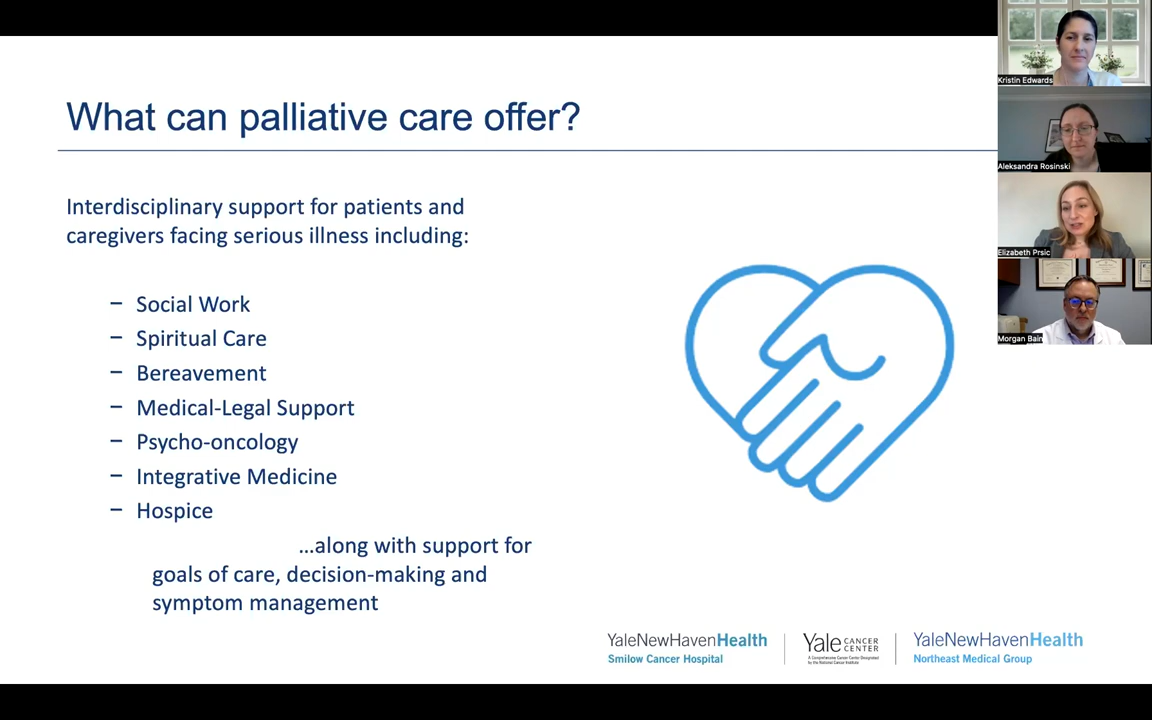 What can palliative care offer?
Interdisciplinary support for patients and
caregivers facing serious illness including:
– Social Work
– Spiritual Care
– Bereavement
– Medical-Legal Support
– Psycho-oncology
– Integrative Medicine
– Hospice
...along with support for
goals of care, decision-making and
symptom management
YaleNewHavenHealth
Smilow Cancer Hospital
Yale CANCER CENTER
A Comprehensive Cancer Center Designated
by the National Cancer Institute
YaleNewHavenHealth
Northeast Medical Group
Kristin Edwards
Aleksandra Rosinski
Elizabeth Prsic
Morgan Bain